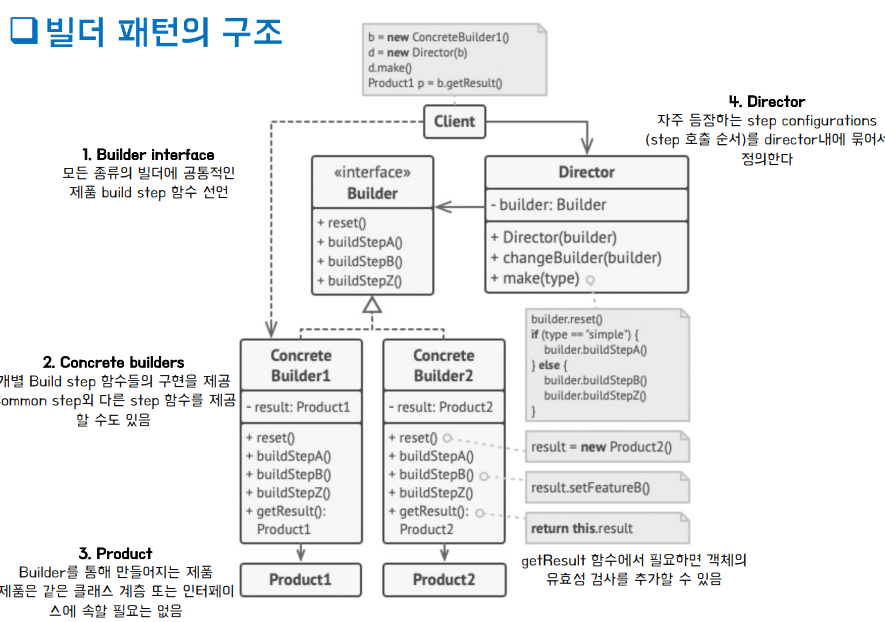 빌더 패턴의 구조
b = new ConcreteBuilder1()
d = new Director(b)
d.make()
Product1 p = b.getResult()
Client
4. Director
자주 등장하는 step configurations
(step 호출 순서)를 director내에 묶어서
정의한다
1. Builder interface
모든 종류의 빌더에 공통적인
제품 build step 함수 선언
«interface»
Builder
+ reset()
+ buildStepA()
+ buildStepB()
+ buildStepZ()
Director
- builder: Builder
+ Director(builder)
+ changeBuilder(builder)
+ make(type)
builder.reset()
if (type == "simple") {
builder.buildStepA()
} else {
builder.buildStepB()
builder.buildStepZ()
}
2. Concrete builders
개별 Build step 함수들의 구현을 제공
Common step외 다른 step 함수를 제공
할 수도 있음
Concrete
Builder1
- result: Product1
+ reset()
+ buildStepA()
+ buildStepB()
+ buildStepZ()
+ getResult():
Product1
Concrete
Builder2
- result: Product2
+ reset()
+ buildStepA()
+ buildStepB()
+ buildStepZ()
+ getResult():
Product2
result = new Product2()
result.setFeatureB()
return this.result
getResult 함수에서 필요하면 객체의
유효성 검사를 추가할 수 있음
3. Product
Builder를 통해 만들어지는 제품
제품은 같은 클래스 계층 또는 인터페이
스에 속할 필요는 없음
Product1
Product2